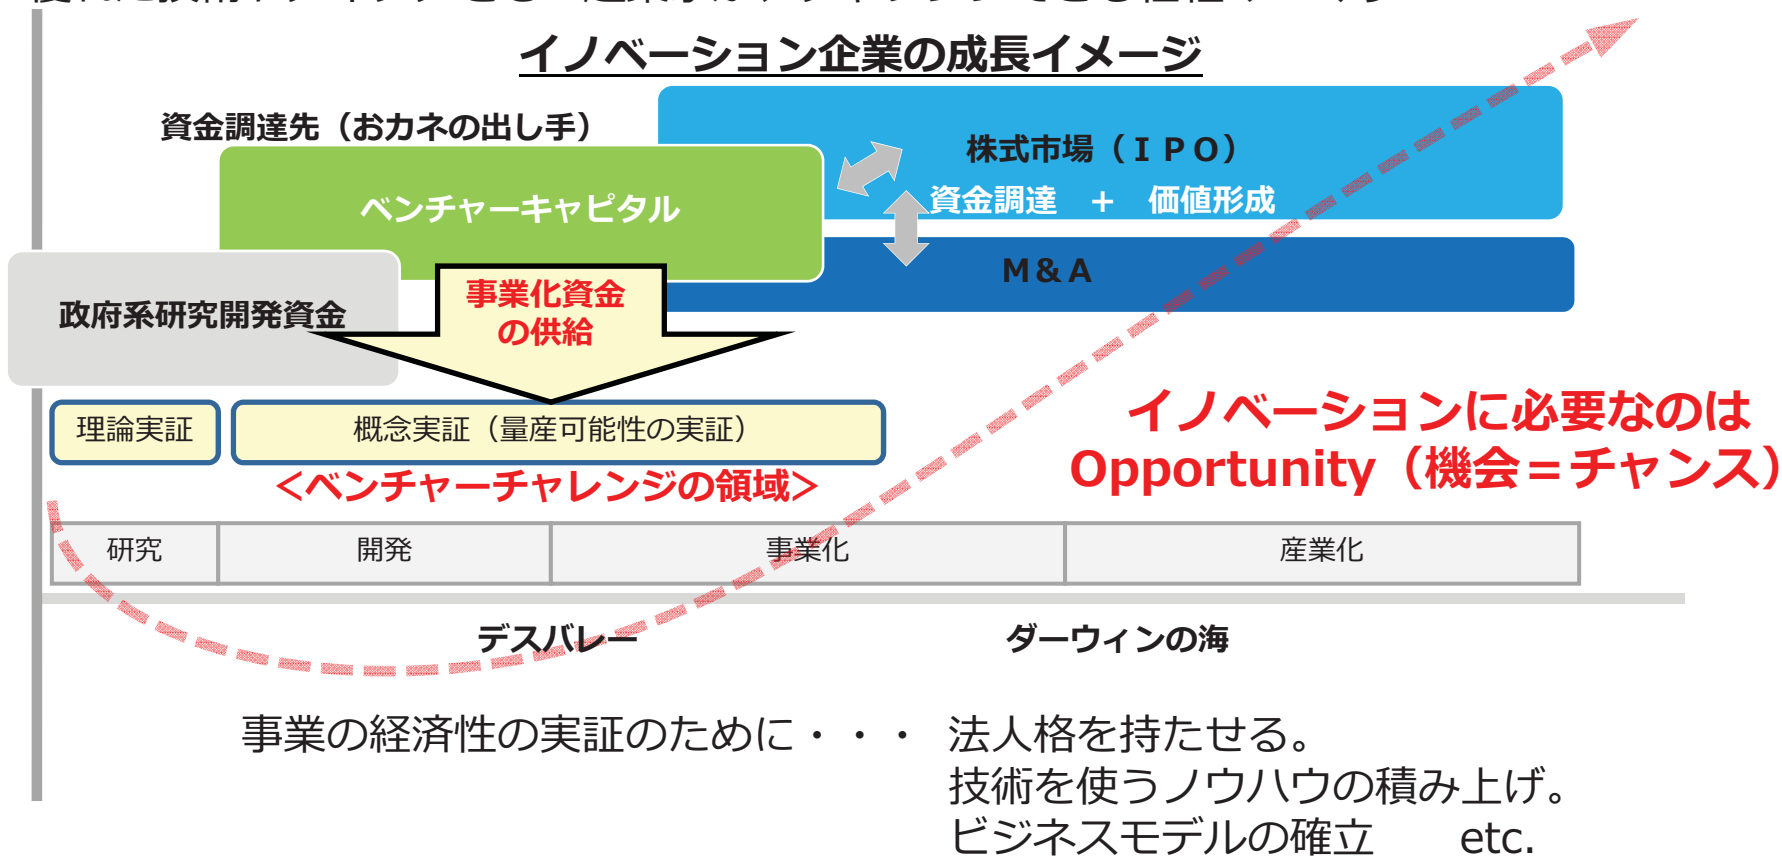 イノベーション企業の成長イメージ
資金調達先（おカネの出し手）
株式市場（ＩＰＯ）
資金調達　＋　価値形成
ベンチャーキャピタル
M＆A
政府系研究開発資金
事業化資金
の供給
理論実証
概念実証（量産可能性の実証）
<ベンチャーチャレンジの領域>
イノベーションに必要なのは
Opportunity（機会＝チャンス）
研究
開発
事業化
産業化
デスバレー
ダーウィンの海
事業の経済性の実証のために・・・　法人格を持たせる。
技術を使うノウハウの積み上げ。
ビジネスモデルの確立　　etc.